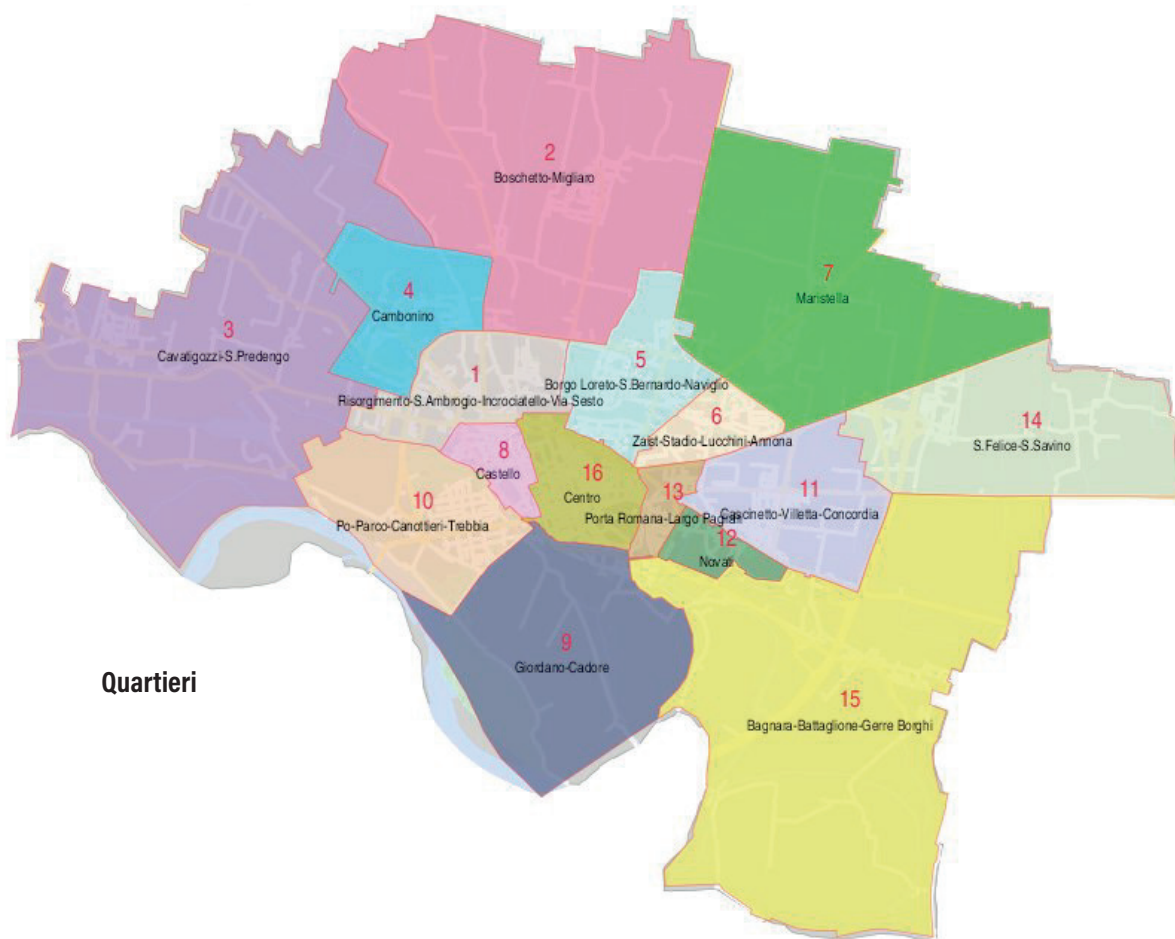 2
Boschetto-Migliaro
7
Maristella
4
Cambonino
3
Cavatigozzi-S.Predengo
5
Borgo Loreto-S.Bernardo-Naviglio
1
Risorgimento-S.Ambrogio-Incrociatello-Via Sesto
6
Zaist-Stadio-Lucchini-Annona
14
S.Felice-S.Savino
8
Castello
16
Centro
13
Porta Romana-Largo Pagliari
11
Cascinetto-Villetta-Concordia
10
Po-Parco-Canottieri-Trebbia
12
Novati
9
Giordano-Cadore
Quartieri
15
Bagnara-Battaglione-Gerre Borghi